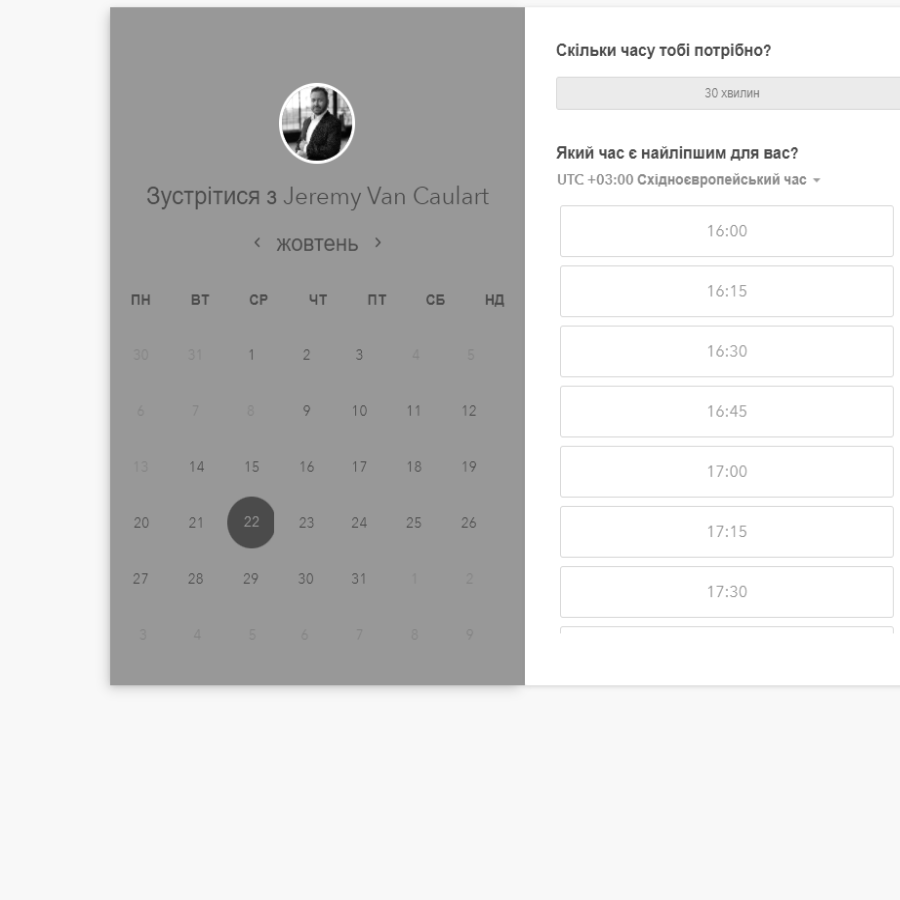 Зустрітися з Jeremy Van Caulart
жовтень
ПН ВТ СР ЧТ ПТ СБ НД
30 31 1 2 3 4 5
6 7 8 9 10 11 12
13 14 15 16 17 18 19
20 21 22 23 24 25 26
27 28 29 30 31 1 2
3 4 5 6 7 8 9
Скільки часу тобі потрібно?
30 хвилин
Який час є найліпшим для вас?
UTC +03:00 Східноєвропейський час
16:00
16:15
16:30
16:45
17:00
17:15
17:30